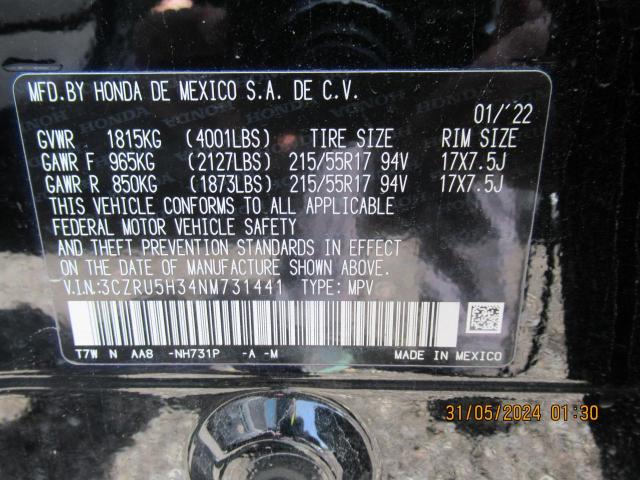 MFD.BY HONDA DE MEXICO S.A. DE C.V.
01/'22
GVWR 1815KG (4001LBS) TIRE SIZE RIM SIZE
GAWR F 965KG (2127LBS) 215/55R17 94V 17X7.5J
GAWR R 850KG (1873LBS) 215/55R17 94V 17X7.5J
THIS VEHICLE CONFORMS TO ALL APPLICABLE
FEDERAL MOTOR VEHICLE SAFETY
AND THEFT PREVENTION STANDARDS IN EFFECT
ON THE DATE OF MANUFACTURE SHOWN ABOVE.
V.IN.:3CZRU5H34NM731441 TYPE: MPV
T7W N AA8 -NH731P -A -M MADE IN MEXICO
31/05/2024 01:30